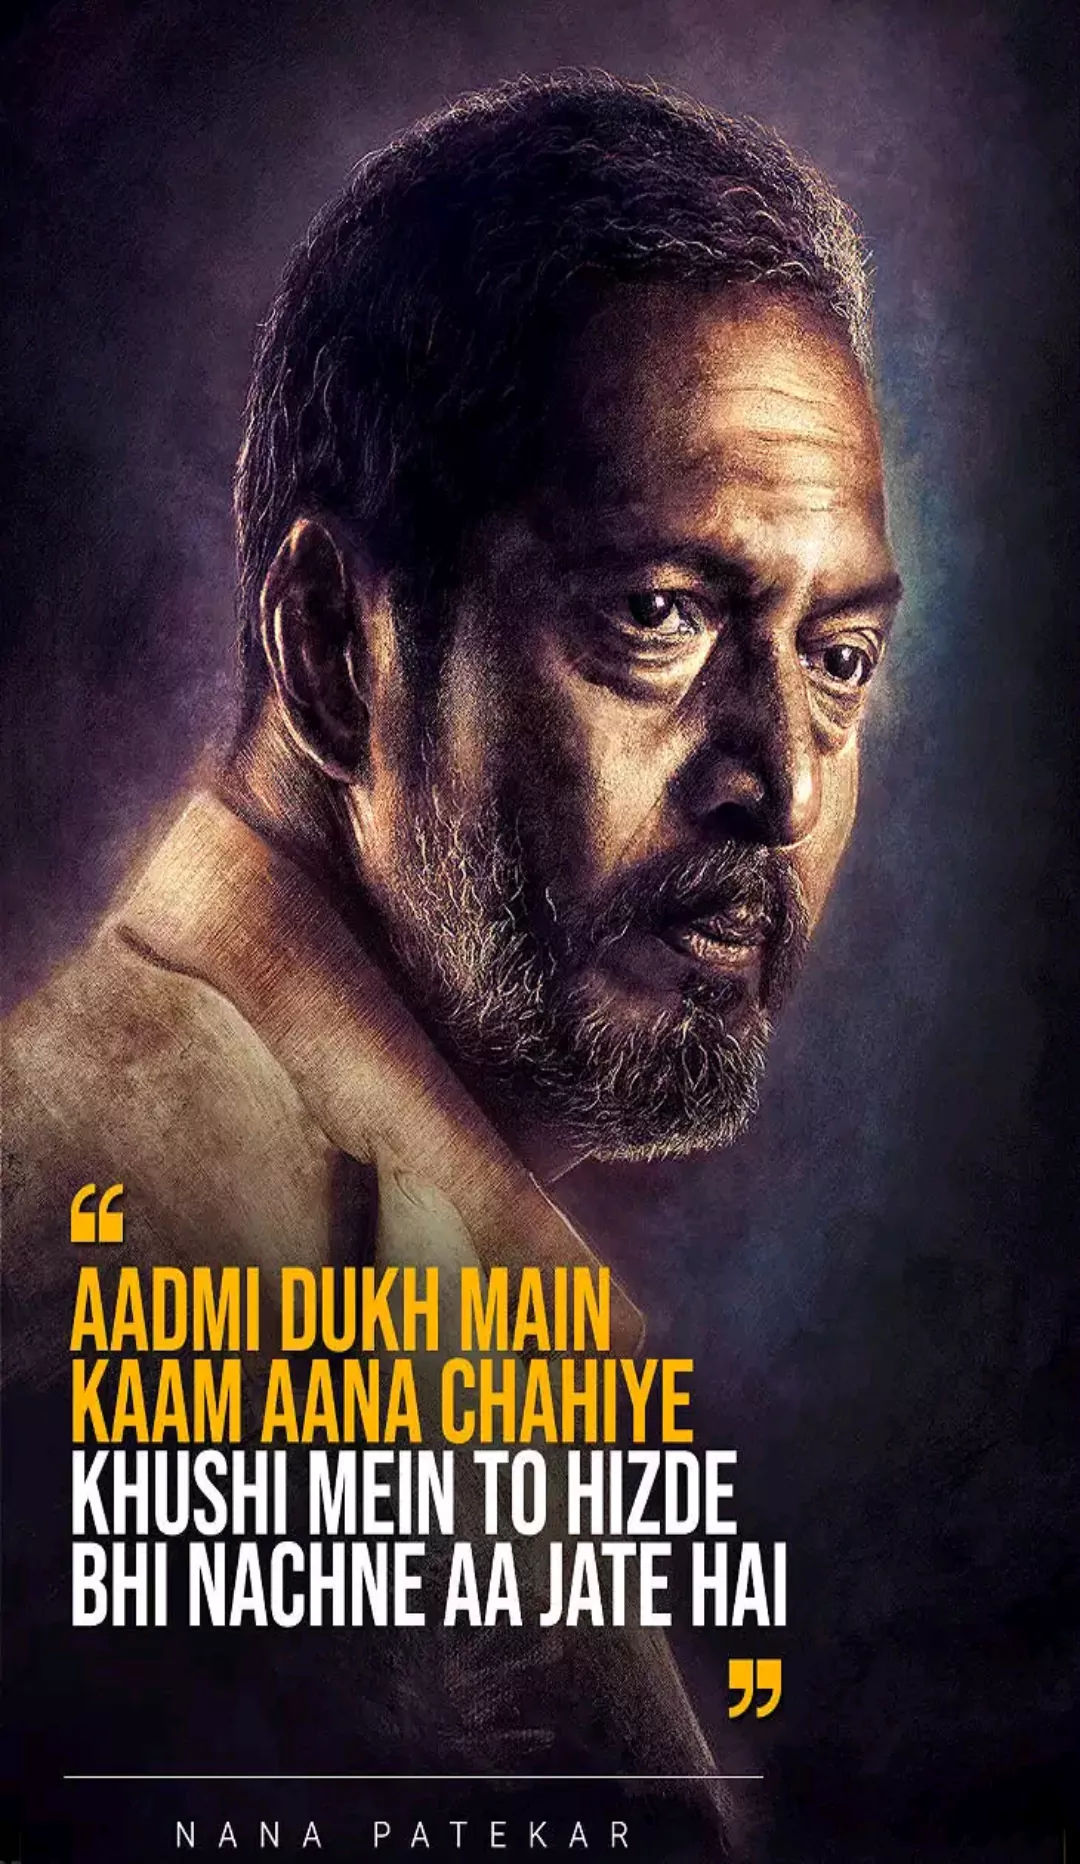 “
AADMI DUKH MAIN
KAAM AANA CHAHIYE
KHUSHI MEIN TO HIZDE
BHI NACHNE AA JATE HAI
”
NANA PATEKAR